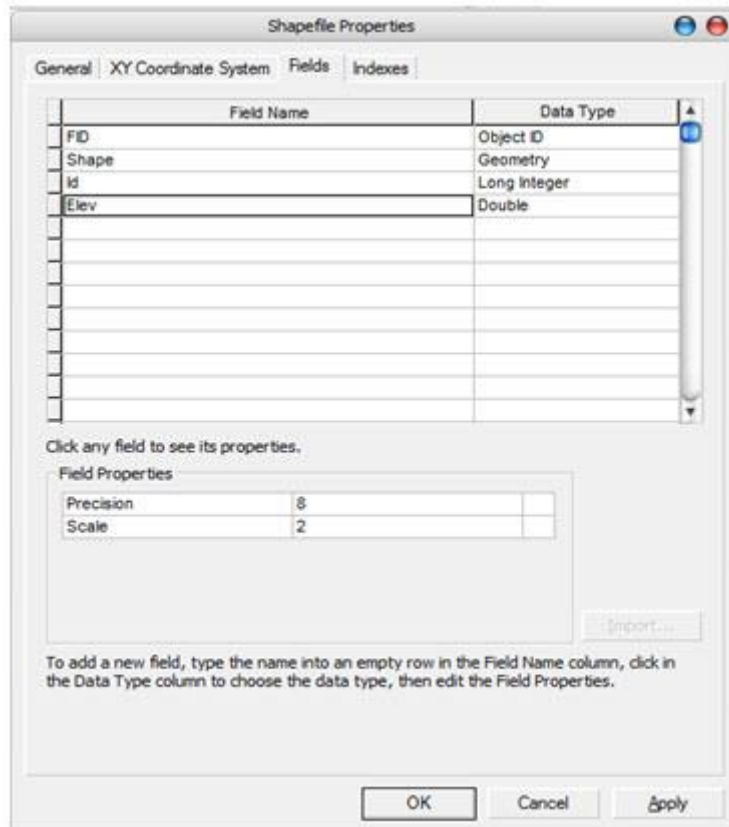 Shapefile Properties
General XY Coordinate System Fields Indexes
Field Name Data Type
FID Object ID
Shape Geometry
Id Long Integer
Elev Double
Click any field to see its properties.
Field Properties
Precision 8
Scale 2
Import...
To add a new field, type the name into an empty row in the Field Name column, click in
the Data Type column to choose the data type, then edit the Field Properties.
OK Cancel Apply